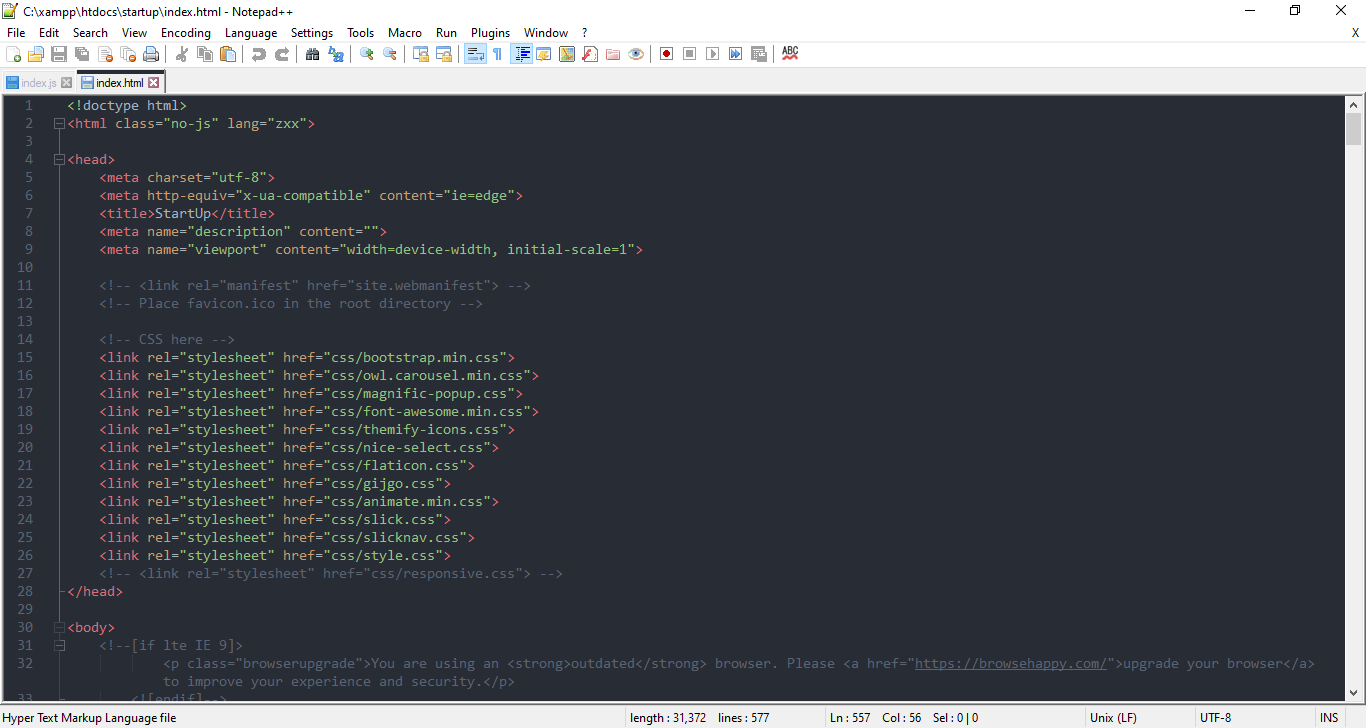 C:\xampp\htdocs\startup\index.html - Notepad++
File Edit Search View Encoding Language Settings Tools Macro Run Plugins Window ? X
ABC
index.js index.html
1 <!doctype html>
2 <html class="no-js" lang="zxx">
3
4 <head>
5 <meta charset="utf-8">
6 <meta http-equiv="x-ua-compatible" content="ie=edge">
7 <title>StartUp</title>
8 <meta name="description" content="">
9 <meta name="viewport" content="width=device-width, initial-scale=1">
10
11 <!-- <link rel="manifest" href="site.webmanifest"> -->
12 <!-- Place favicon.ico in the root directory -->
13
14 <!-- CSS here -->
15 <link rel="stylesheet" href="css/bootstrap.min.css">
16 <link rel="stylesheet" href="css/owl.carousel.min.css">
17 <link rel="stylesheet" href="css/magnific-popup.css">
18 <link rel="stylesheet" href="css/font-awesome.min.css">
19 <link rel="stylesheet" href="css/themify-icons.css">
20 <link rel="stylesheet" href="css/nice-select.css">
21 <link rel="stylesheet" href="css/flaticon.css">
22 <link rel="stylesheet" href="css/gijgo.css">
23 <link rel="stylesheet" href="css/animate.min.css">
24 <link rel="stylesheet" href="css/slick.css">
25 <link rel="stylesheet" href="css/slicknav.css">
26 <link rel="stylesheet" href="css/style.css">
27 <!-- <link rel="stylesheet" href="css/responsive.css"> -->
28 </head>
29
30 <body>
31 <!--[if lte IE 9]>
32 <p class="browserupgrade">You are using an <strong>outdated</strong> browser. Please <a href="https://browsehappy.com/">upgrade your browser</a>
to improve your experience and security.</p>
33 <![endif]-->
Hyper Text Markup Language file length : 31,372 lines : 577 Ln : 557 Col : 56 Sel : 0 | 0 Unix (LF) UTF-8 INS